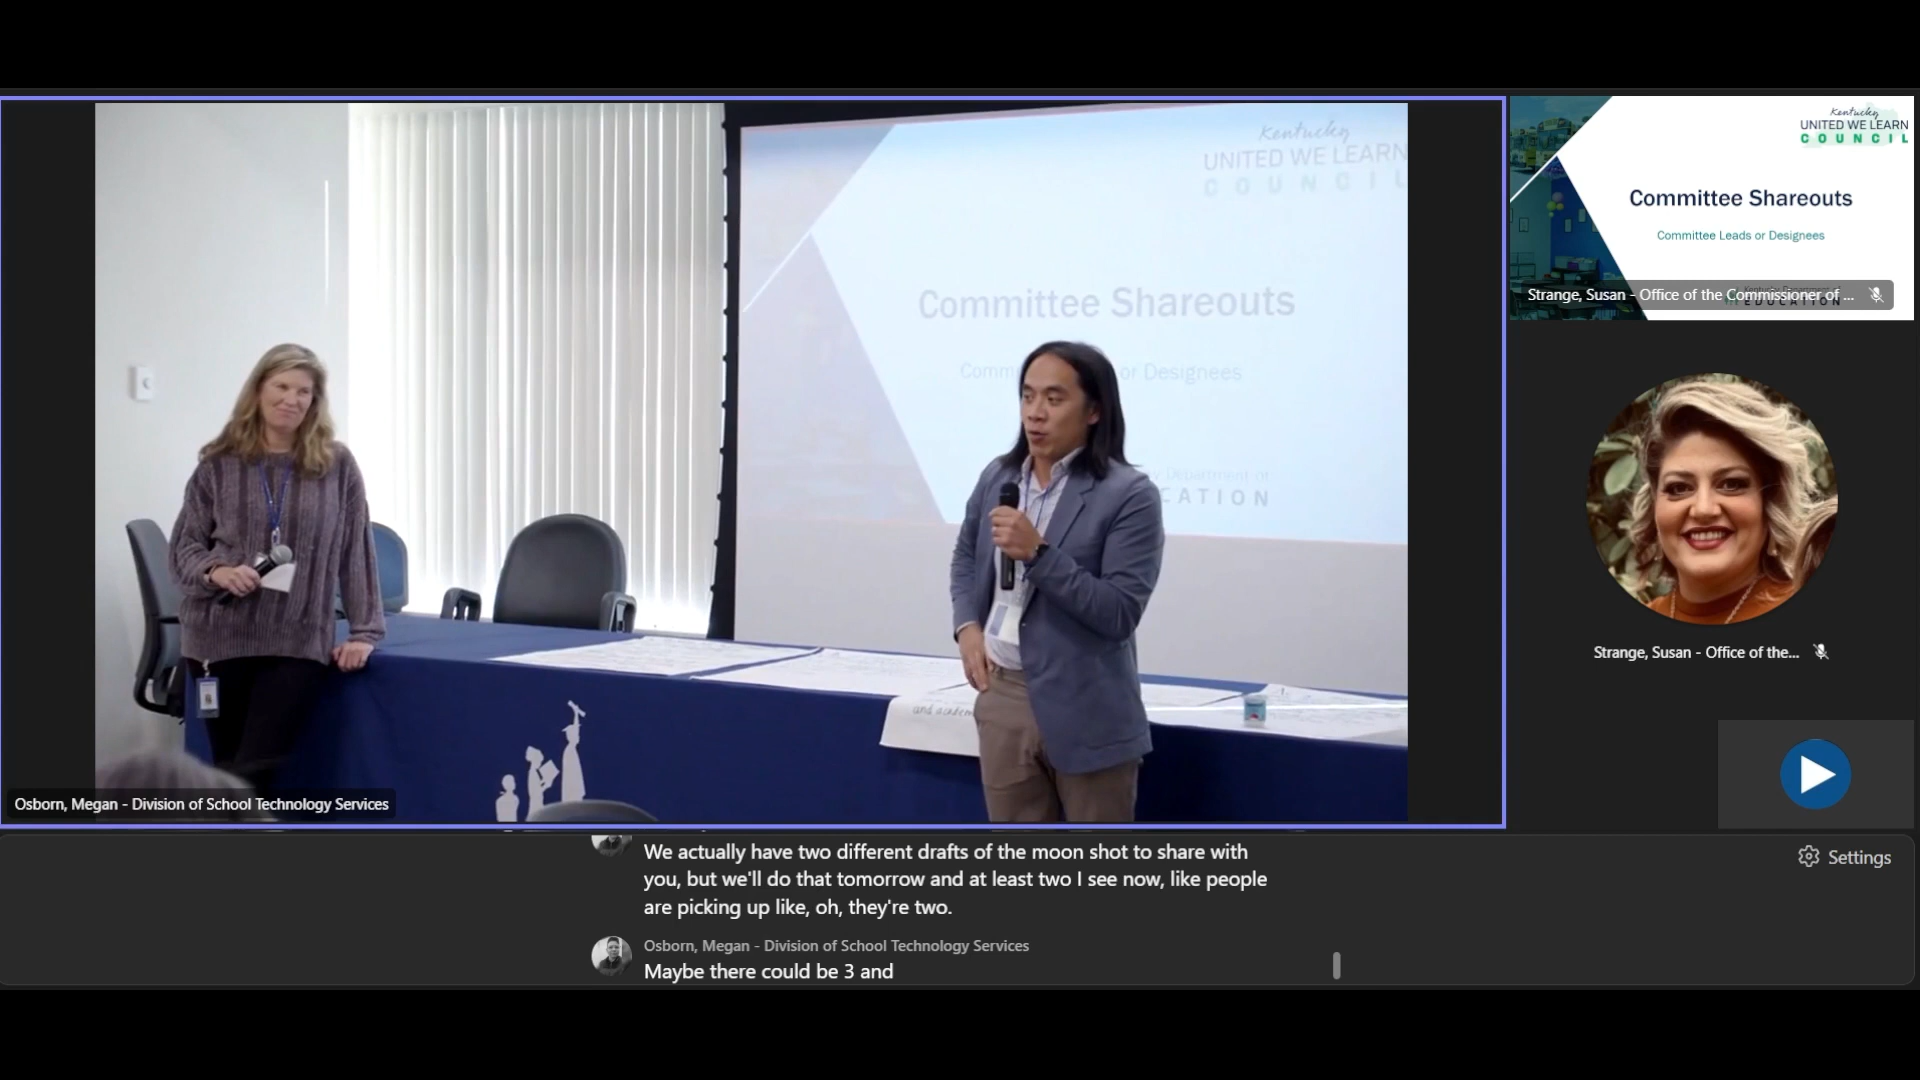 Kentucky
UNITED WE LEARN
COUNCIL
Committee Shareouts
or Designees
Department of
CATION
and academ
Osborn, Megan - Division of School Technology Services
Kentucky
UNITED WE LEARN
COUNCIL
Committee Shareouts
Committee Leads or Designees
Strange, Susan - Office of the Commissioner of ...
Strange, Susan - Office of the...
We actually have two different drafts of the moon shot to share with
you, but we'll do that tomorrow and at least two I see now, like people
are picking up like, oh, they're two.
Osborn, Megan - Division of School Technology Services
Maybe there could be 3 and
Settings